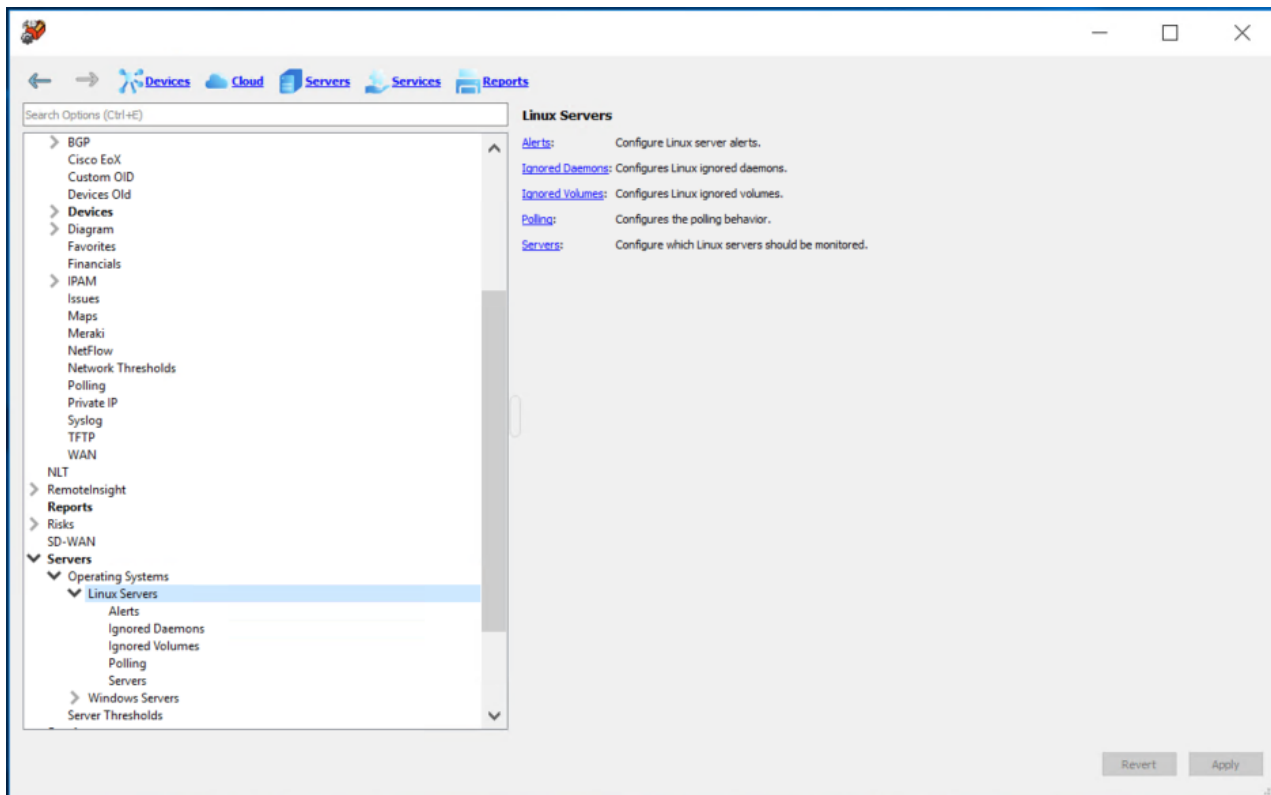 Devices Cloud Servers Services Reports
Search Options (Ctrl+E)
BGP
Cisco EoX
Custom OID
Devices Old
Devices
Diagram
Favorites
Financials
IPAM
Issues
Maps
Meraki
NetFlow
Network Thresholds
Polling
Private IP
Syslog
TFTP
WAN
NLT
RemoteInsight
Reports
Risks
SD-WAN
Servers
Operating Systems
Linux Servers
Alerts
Ignored Daemons
Ignored Volumes
Polling
Servers
Windows Servers
Server Thresholds
Linux Servers
Alerts: Configure Linux server alerts.
Ignored Daemons: Configures Linux ignored daemons.
Ignored Volumes: Configures Linux ignored volumes.
Polling: Configures the polling behavior.
Servers: Configure which Linux servers should be monitored.
Revert Apply